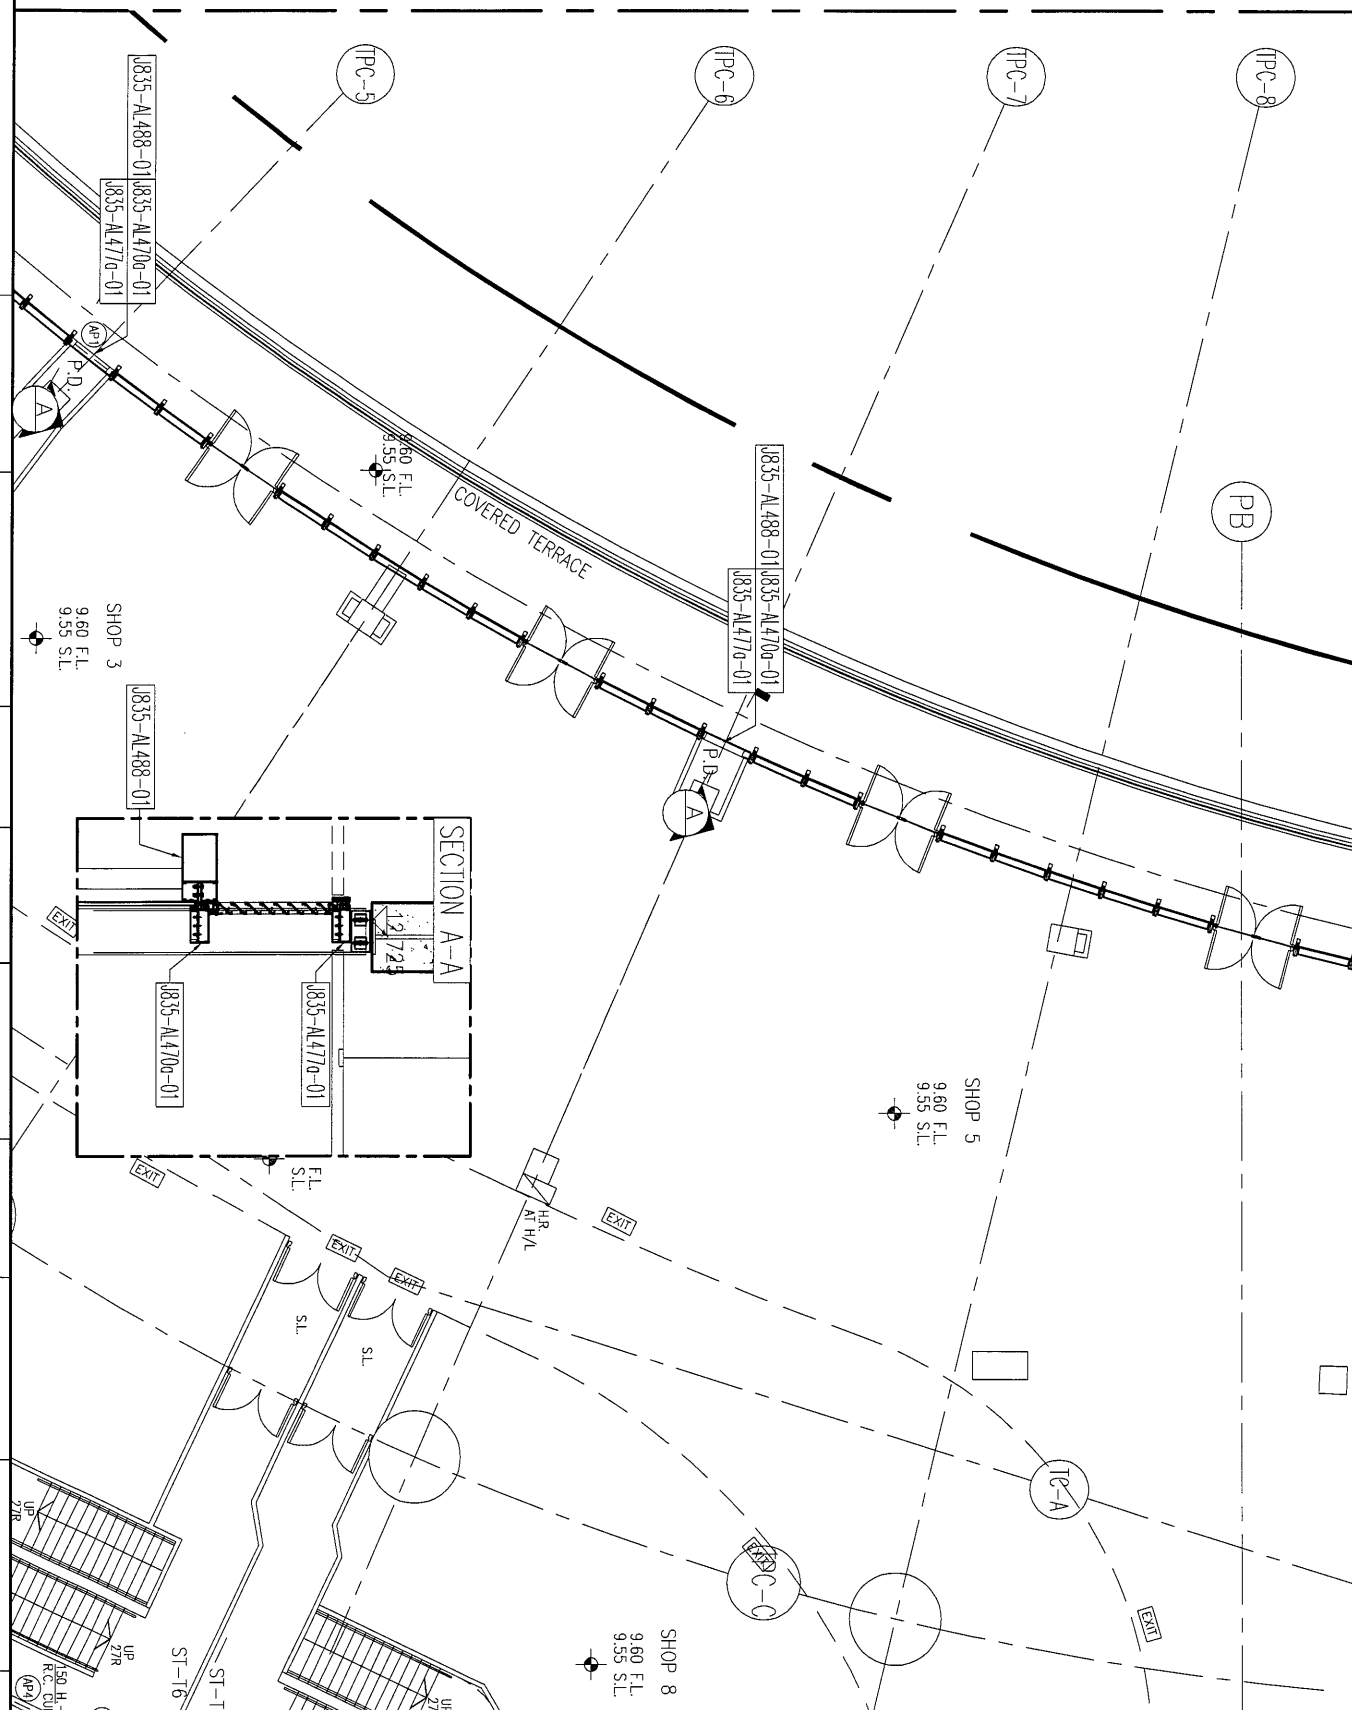 TPC-5
TPC-6
TPC-7
TPC-8
PB
J835-AL488-01
J835-AL470a-01
J835-AL477a-01
AP1
P.D.
A
9.60 F.L.
9.55 S.L.
COVERED TERRACE
J835-AL488-01
J835-AL470a-01
J835-AL477a-01
P.D.
A
SHOP 3
9.60 F.L.
9.55 S.L.
J835-AL488-01
SECTION A-A
12.725
J835-AL470a-01
J835-AL477a-01
EXIT
F.L.
S.L.
EXIT
SHOP 5
9.60 F.L.
9.55 S.L.
H.R.
AT H/L
EXIT
EXIT
EXIT
S.L.
S.L.
TC-A
EXIT
C-C
EXIT
SHOP 8
9.60 F.L.
9.55 S.L.
UP
27R
UP
27R
ST-T6
ST-T
150 H.
R.C.
AP4